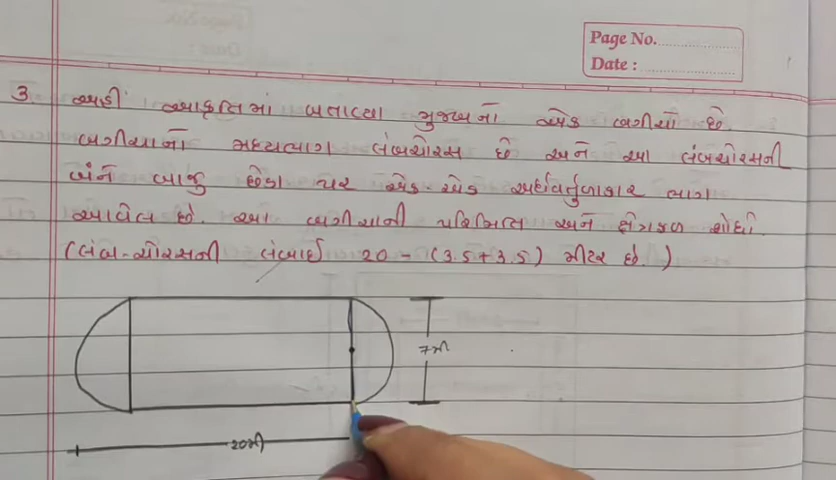 Page No.
Date :
3 અહીં આકૃતિમાં બતાવ્યા મુજબનો એક બગીચો છે.
બગીચાનો મધ્યભાગ લંબચોરસ છે અને આ લંબચોરસની
બંને બાજુ છેડા પર એક-એક અર્ધવર્તુળાકાર ભાગ
આવેલ છે. આ બગીચાની પરિમિતિ અને ક્ષેત્રફળ શોધો.
(લંબ-ચોરસની લંબાઈ 20 - (3.5+3.5) મીટર છે.)
7મી
20મી